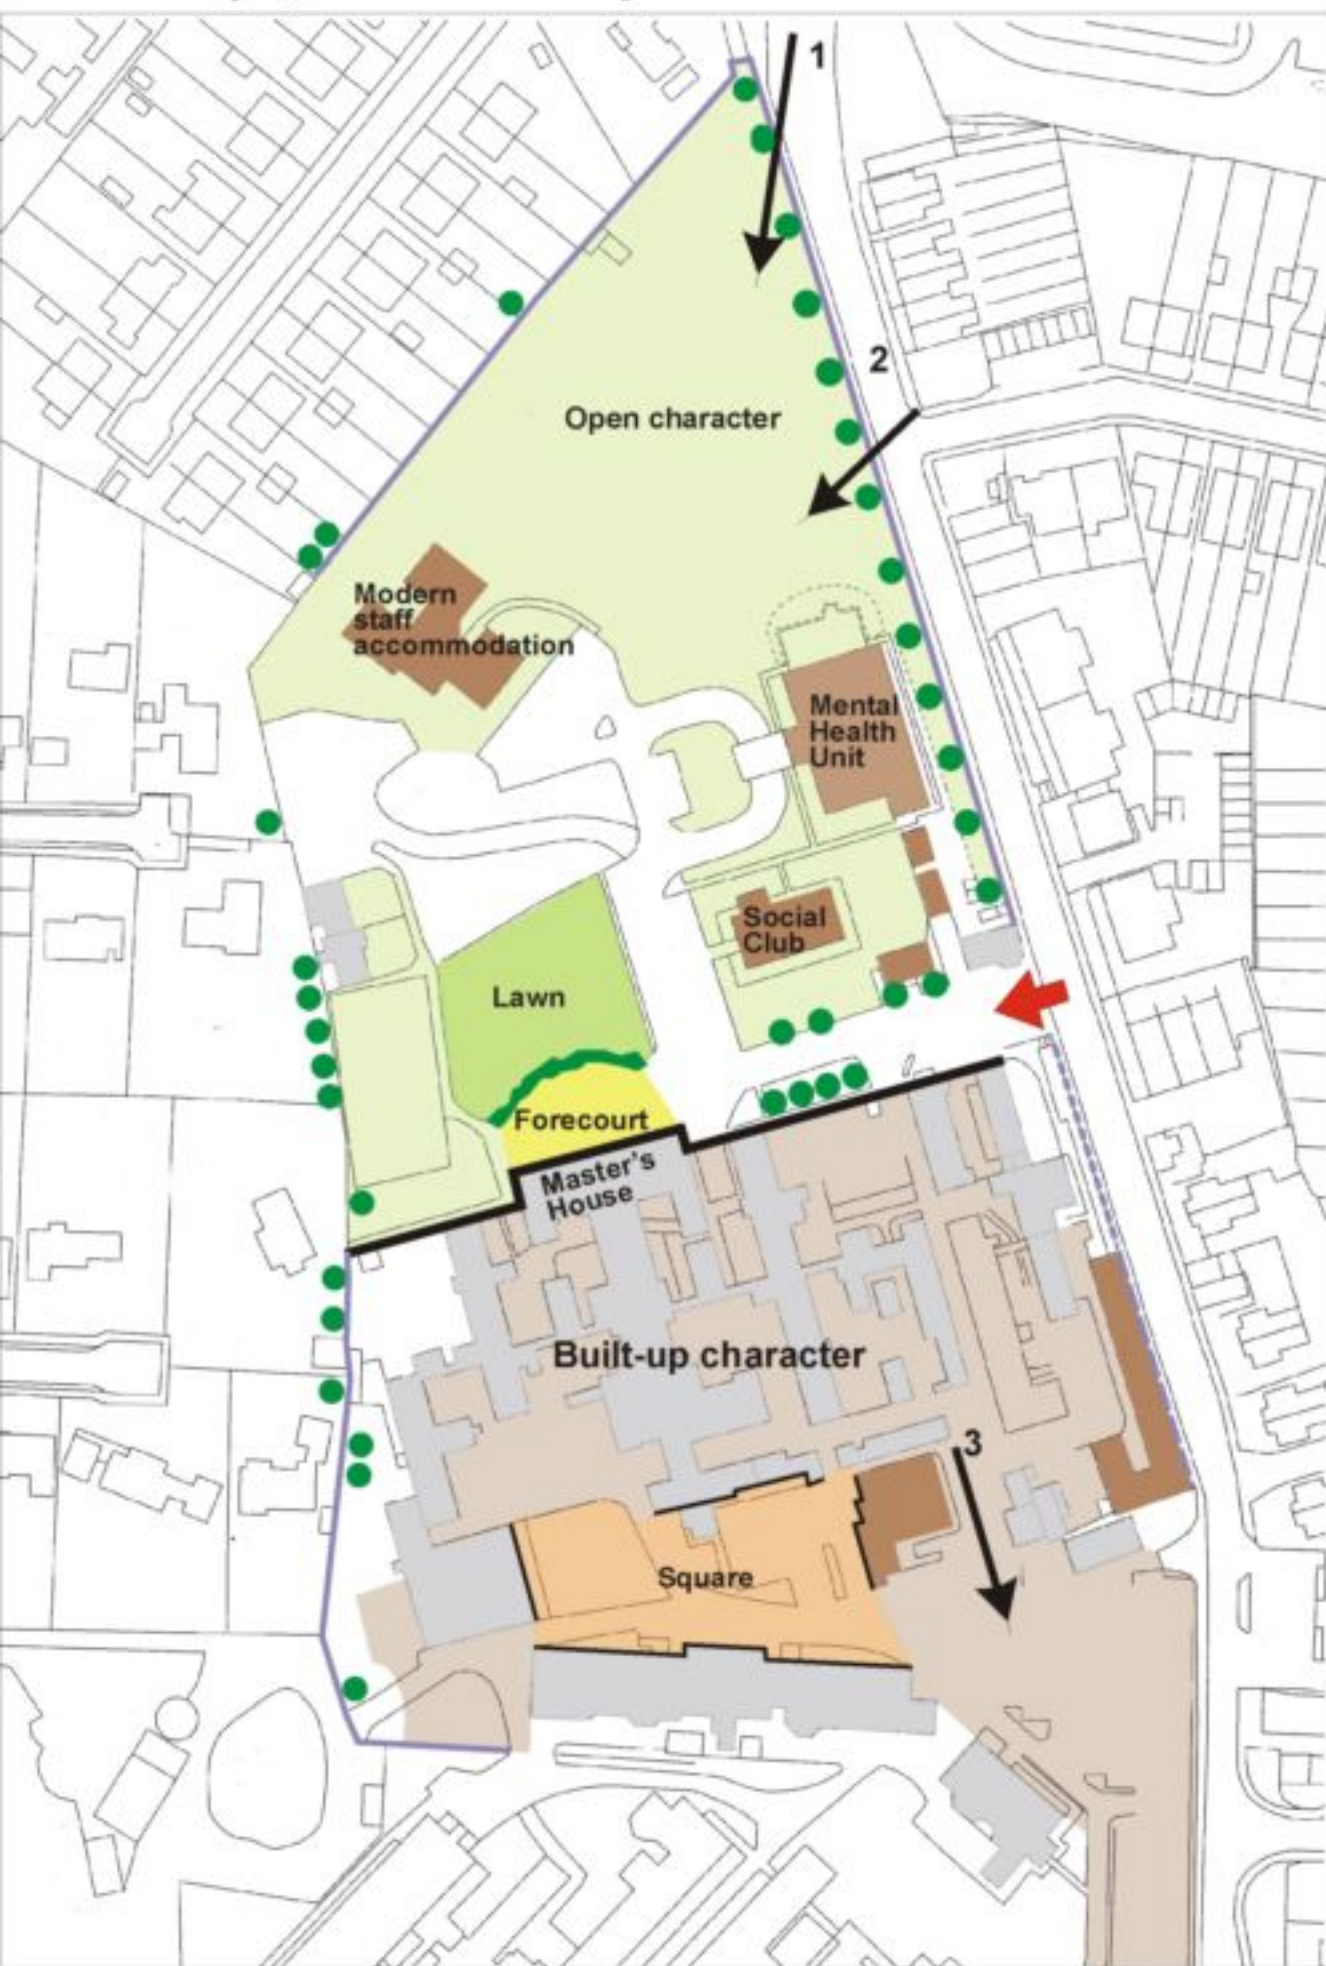 1
2
Open character
Modern
staff
accommodation
Mental
Health
Unit
Social
Club
Lawn
Forecourt
Master's
House
Built-up character
3
Square